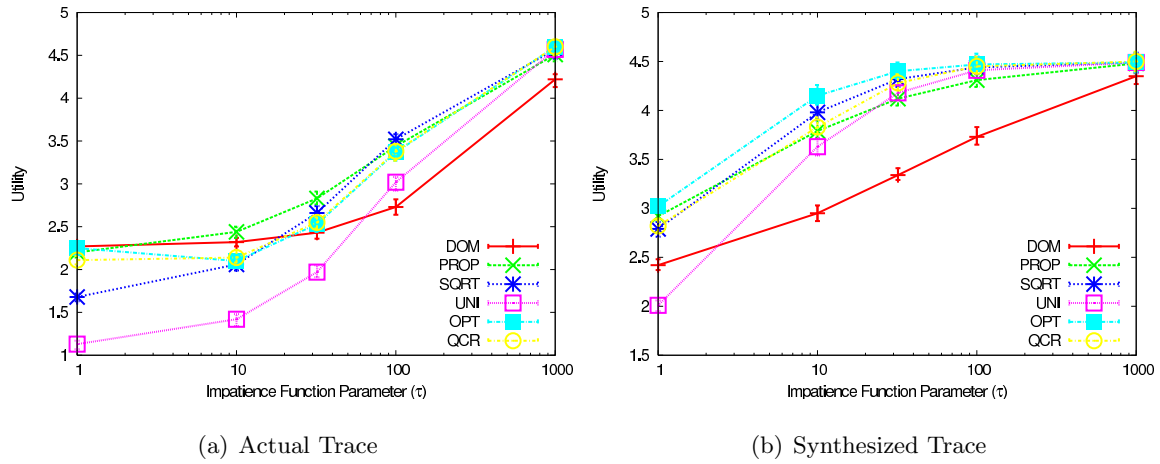 5
4.5
4
3.5
3
2.5
2
1.5
1
Utility
1 10 100 1000
Impatience Function Parameter (τ)
DOM
PROP
SQRT
UNI
OPT
QCR
(a) Actual Trace
5
4.5
4
3.5
3
2.5
2
1.5
Utility
1 10 100 1000
Impatience Function Parameter (τ)
DOM
PROP
SQRT
UNI
OPT
QCR
(b) Synthesized Trace